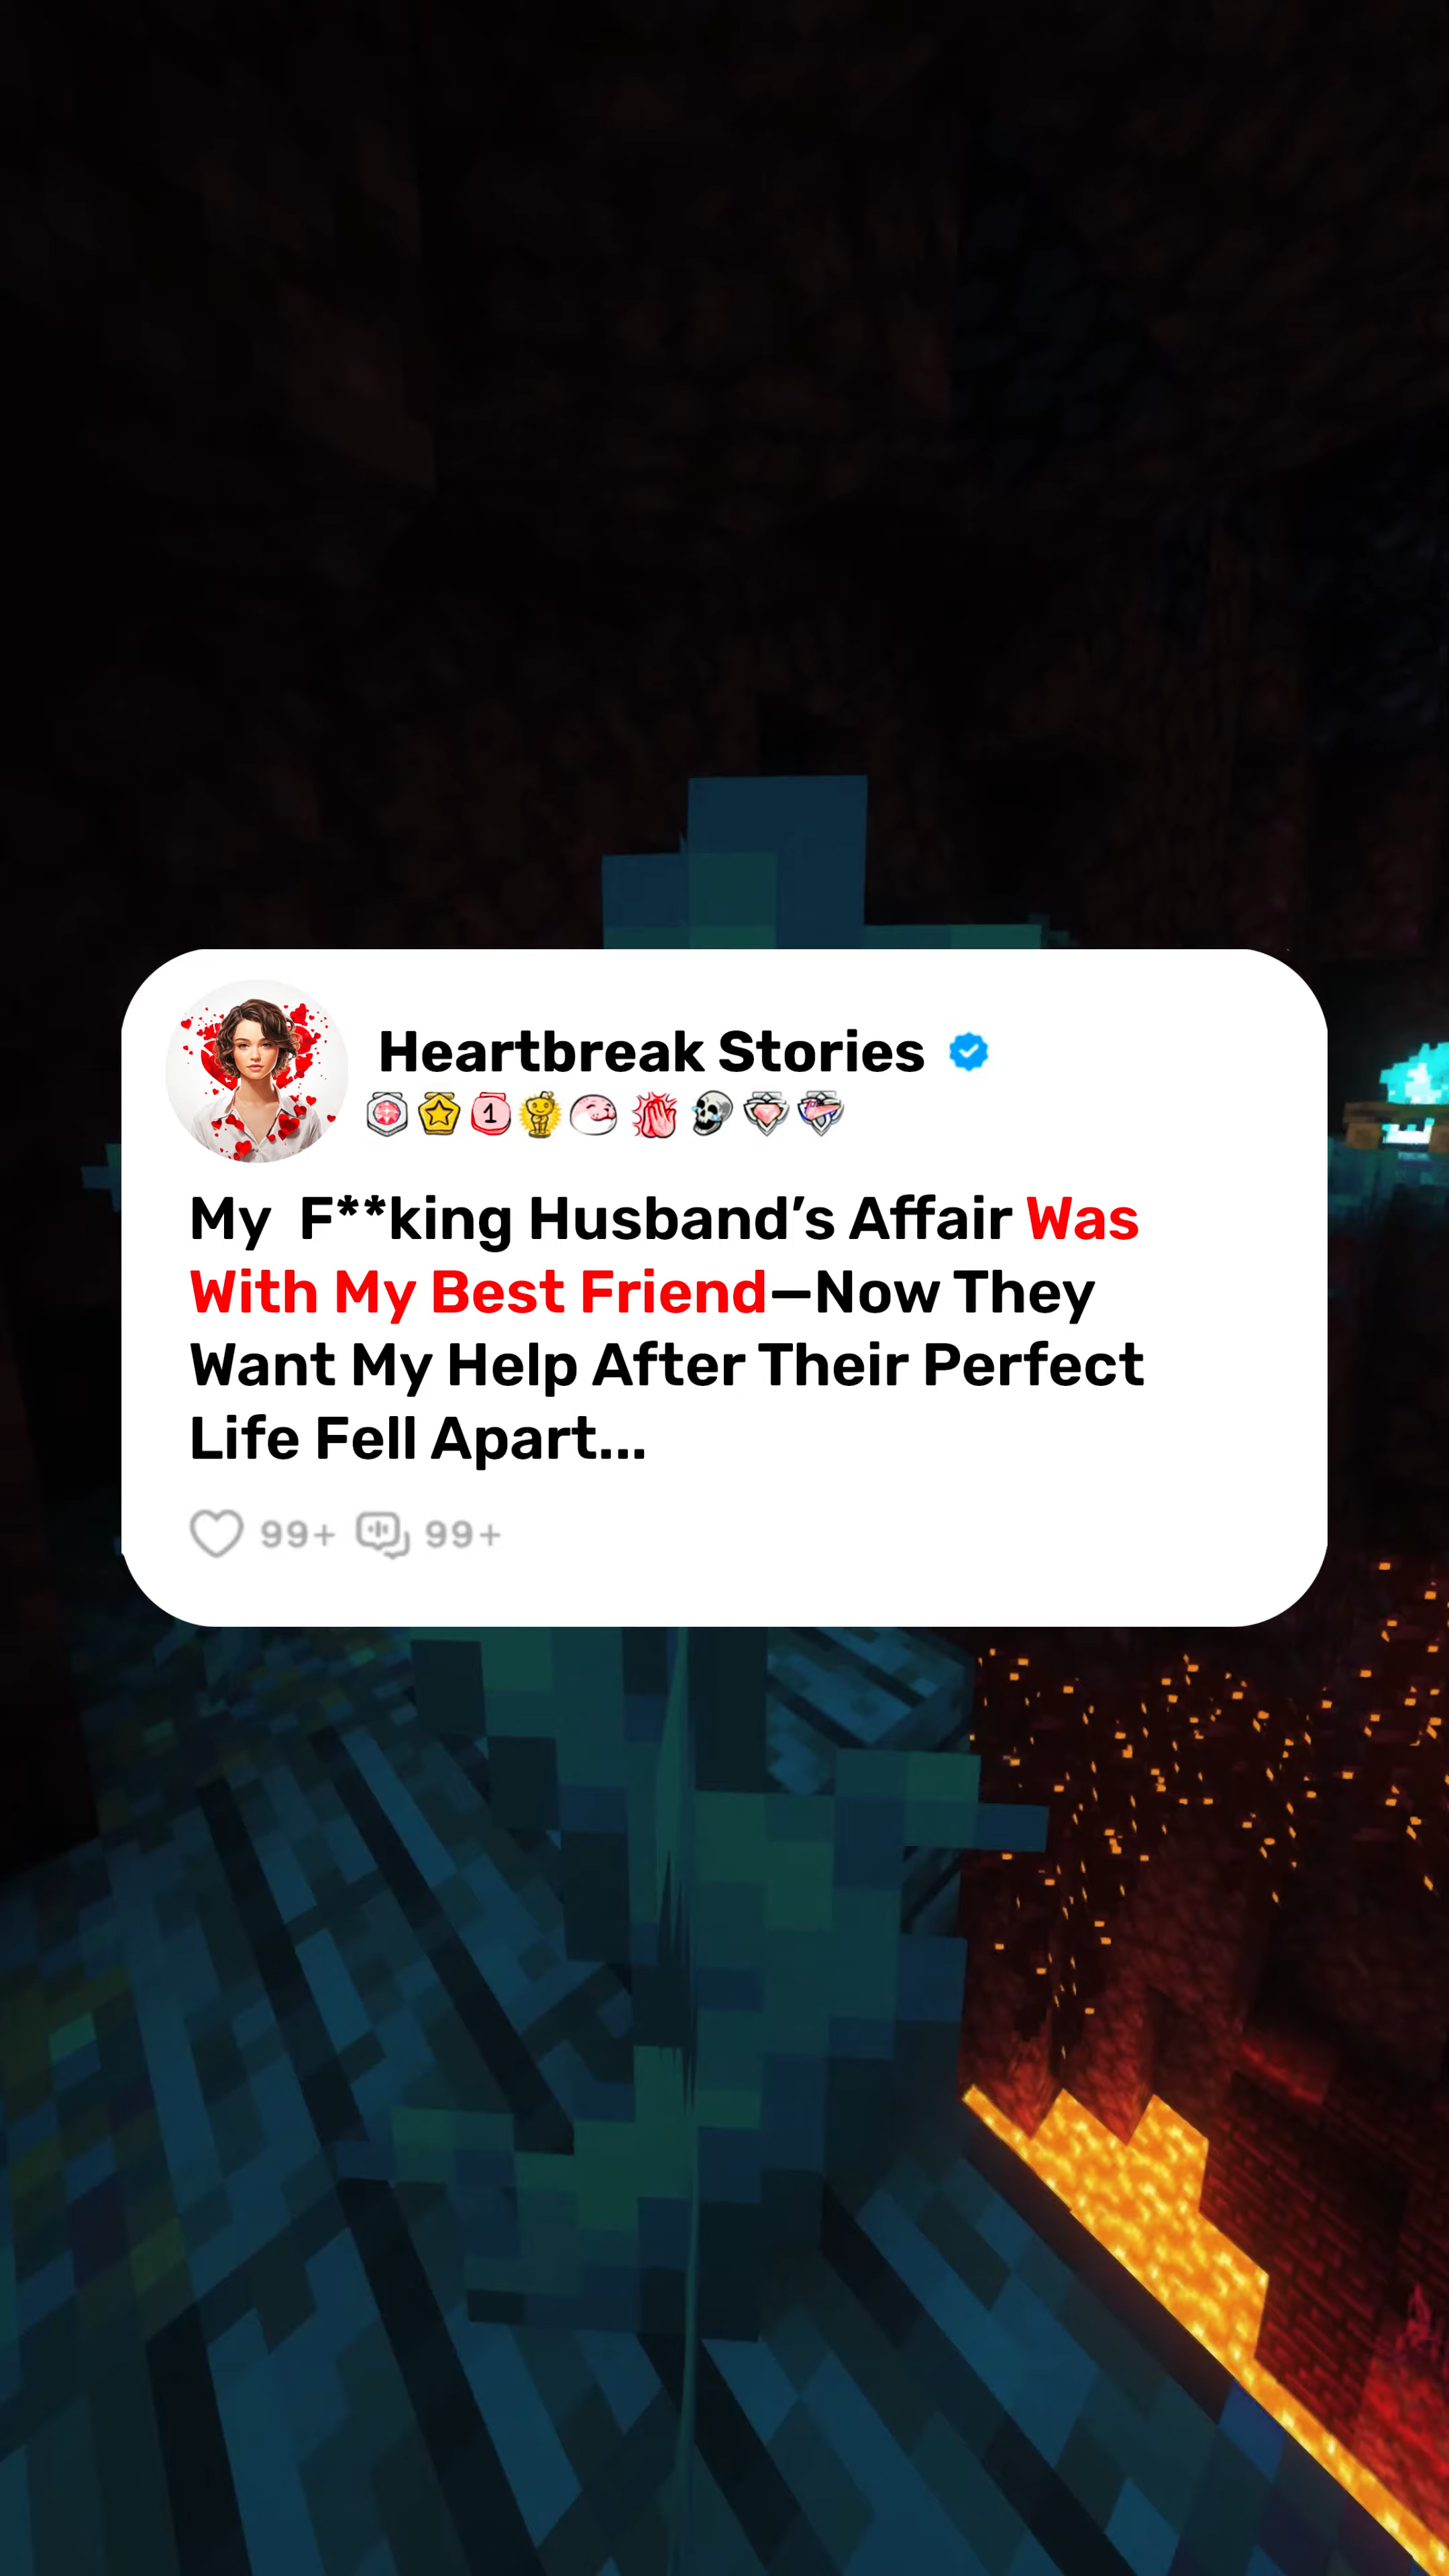 Heartbreak Stories
1
My F**king Husband’s Affair Was
With My Best Friend—Now They
Want My Help After Their Perfect
Life Fell Apart...
99+ 99+